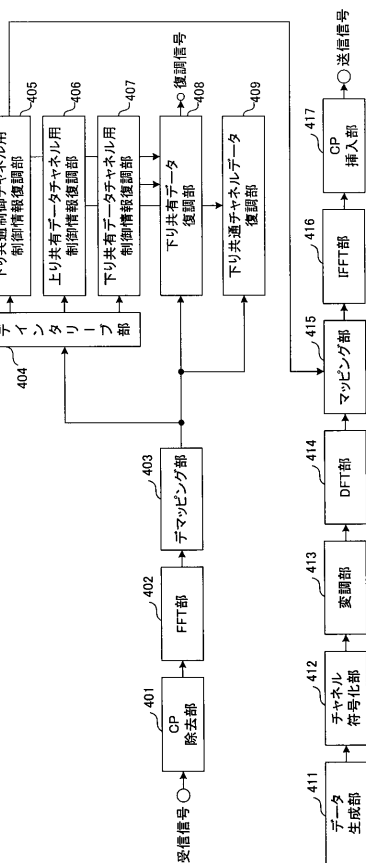 受信信号
401
CP
除去部
402
FFT部
403
デマッピング部
404
デインタリーブ部
405
下り共通制御チャネル用
制御情報復調部
406
上り共有データチャネル用
制御情報復調部
407
下り共有データチャネル用
制御情報復調部
408
下り共有データ
復調部
復調信号
409
下り共通チャネルデータ
復調部
411
データ
生成部
412
チャネル
符号化部
413
変調部
414
DFT部
415
マッピング部
416
IFFT部
417
CP
挿入部
送信信号